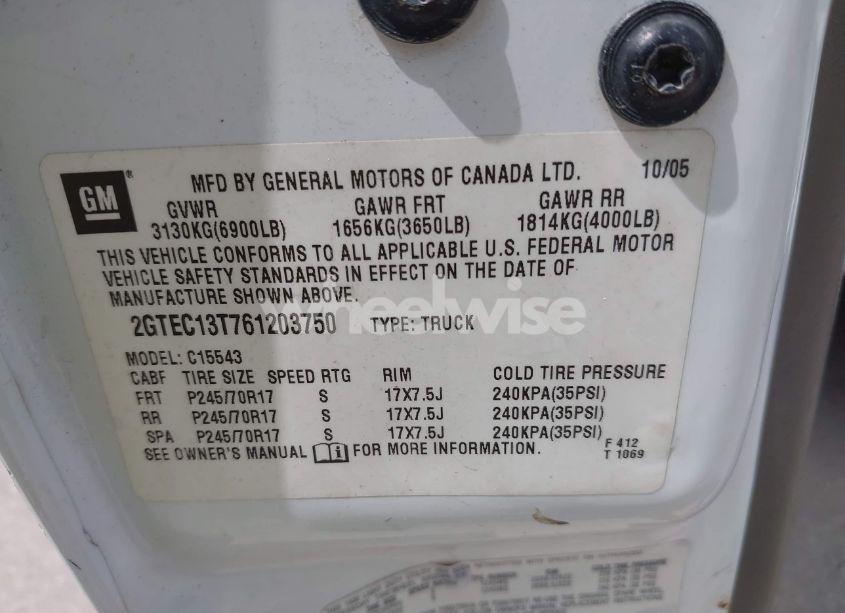 GM ®
MFD BY GENERAL MOTORS OF CANADA LTD. 10/05
GVWR GAWR FRT GAWR RR
3130KG(6900LB) 1656KG(3650LB) 1814KG(4000LB)
THIS VEHICLE CONFORMS TO ALL APPLICABLE U.S. FEDERAL MOTOR
VEHICLE SAFETY STANDARDS IN EFFECT ON THE DATE OF
MANUFACTURE SHOWN ABOVE.
wheelwise
2GTEC13T761203750 TYPE: TRUCK
MODEL: C15543
CABF TIRE SIZE SPEED RTG RIM COLD TIRE PRESSURE
FRT P245/70R17 S 17X7.5J 240KPA(35PSI)
RR P245/70R17 S 17X7.5J 240KPA(35PSI)
SPA P245/70R17 S 17X7.5J 240KPA(35PSI)
SEE OWNER'S MANUAL FOR MORE INFORMATION.
F 412
T 1069